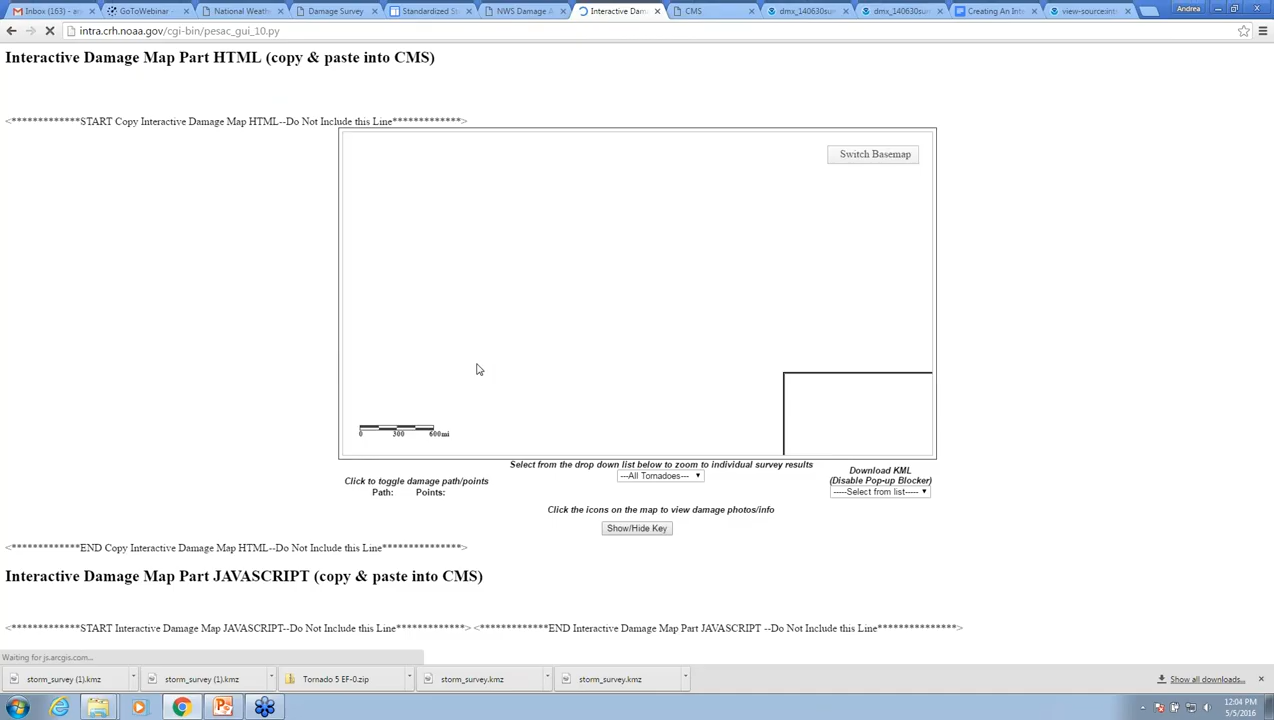 Inbox (163) - a
GoToWebinar -
National Weath
Damage Survey
Standardized St
NWS Damage A
Interactive Dam
CMS
dmx_140630sur
dmx_140630sur
Creating An Inte
view-source:int
Andrea
intra.crh.noaa.gov/cgi-bin/pesac_gui_10.py
Interactive Damage Map Part HTML (copy & paste into CMS)
<*************START Copy Interactive Damage Map HTML--Do Not Include this Line*************>
Switch Basemap
0 300 600mi
Select from the drop down list below to zoom to individual survey results
---All Tornadoes---
Click to toggle damage path/points
Path: Points:
Download KML
(Disable Pop-up Blocker)
-----Select from list-----
Click the icons on the map to view damage photos/info
Show/Hide Key
<*************END Copy Interactive Damage Map HTML--Do Not Include this Line***************>
Interactive Damage Map Part JAVASCRIPT (copy & paste into CMS)
<*************START Interactive Damage Map JAVASCRIPT--Do Not Include this Line*************> <*************END Interactive Damage Map Part JAVASCRIPT --Do Not Include this Line***************>
Waiting for js.arcgis.com...
storm_survey (1).kmz
storm_survey (1).kmz
Tornado 5 EF-0.zip
storm_survey.kmz
storm_survey.kmz
Show all downloads...
12:04 PM
5/5/2016